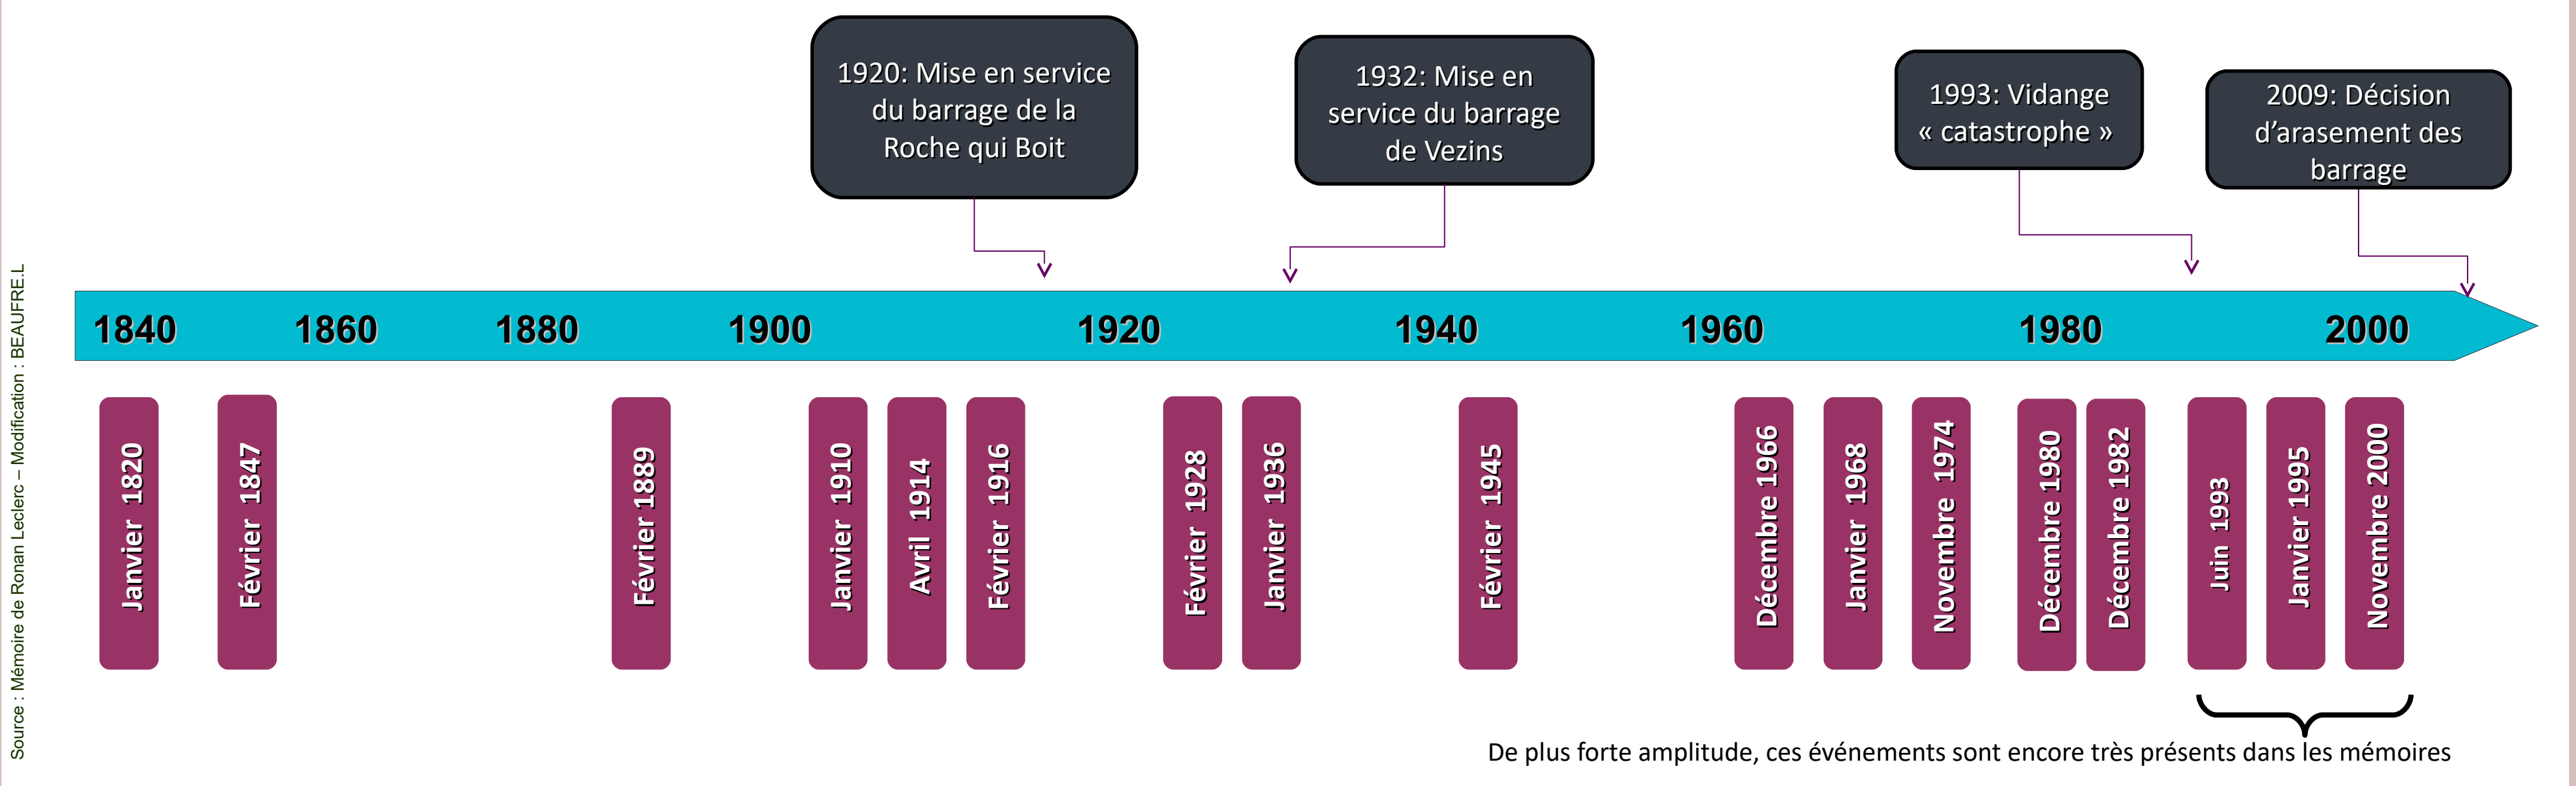 1920: Mise en service
du barrage de la
Roche qui Boit
1932: Mise en
service du barrage
de Vezins
1993: Vidange
« catastrophe »
2009: Décision
d’arasement des
barrage
1840 1860 1880 1900 1920 1940 1960 1980 2000
Janvier 1820
Février 1847
Février 1889
Janvier 1910
Avril 1914
Février 1916
Février 1928
Janvier 1936
Février 1945
Décembre 1966
Janvier 1968
Novembre 1974
Décembre 1980
Décembre 1982
Juin 1993
Janvier 1995
Novembre 2000
De plus forte amplitude, ces événements sont encore très présents dans les mémoires
Source : Mémoire de Ronan Leclerc – Modification : BEAUFRE.L